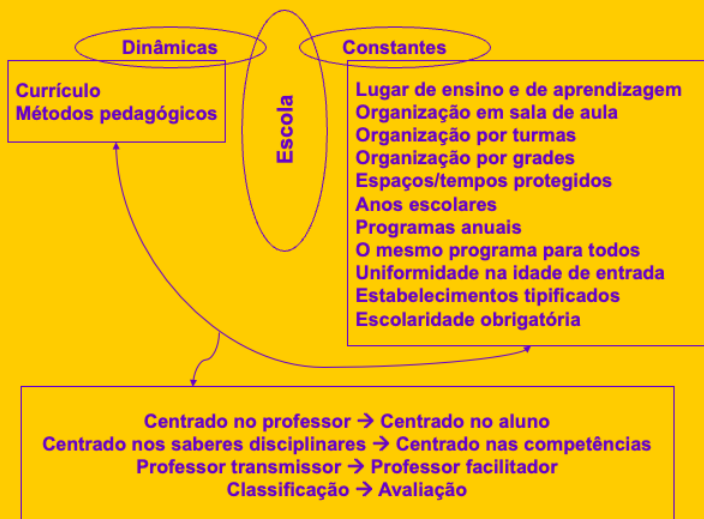 Dinâmicas
Constantes
Escola
Currículo
Métodos pedagógicos
Lugar de ensino e de aprendizagem
Organização em sala de aula
Organização por turmas
Organização por grades
Espaços/tempos protegidos
Anos escolares
Programas anuais
O mesmo programa para todos
Uniformidade na idade de entrada
Estabelecimentos tipificados
Escolaridade obrigatória
Centrado no professor → Centrado no aluno
Centrado nos saberes disciplinares → Centrado nas competências
Professor transmissor → Professor facilitador
Classificação → Avaliação